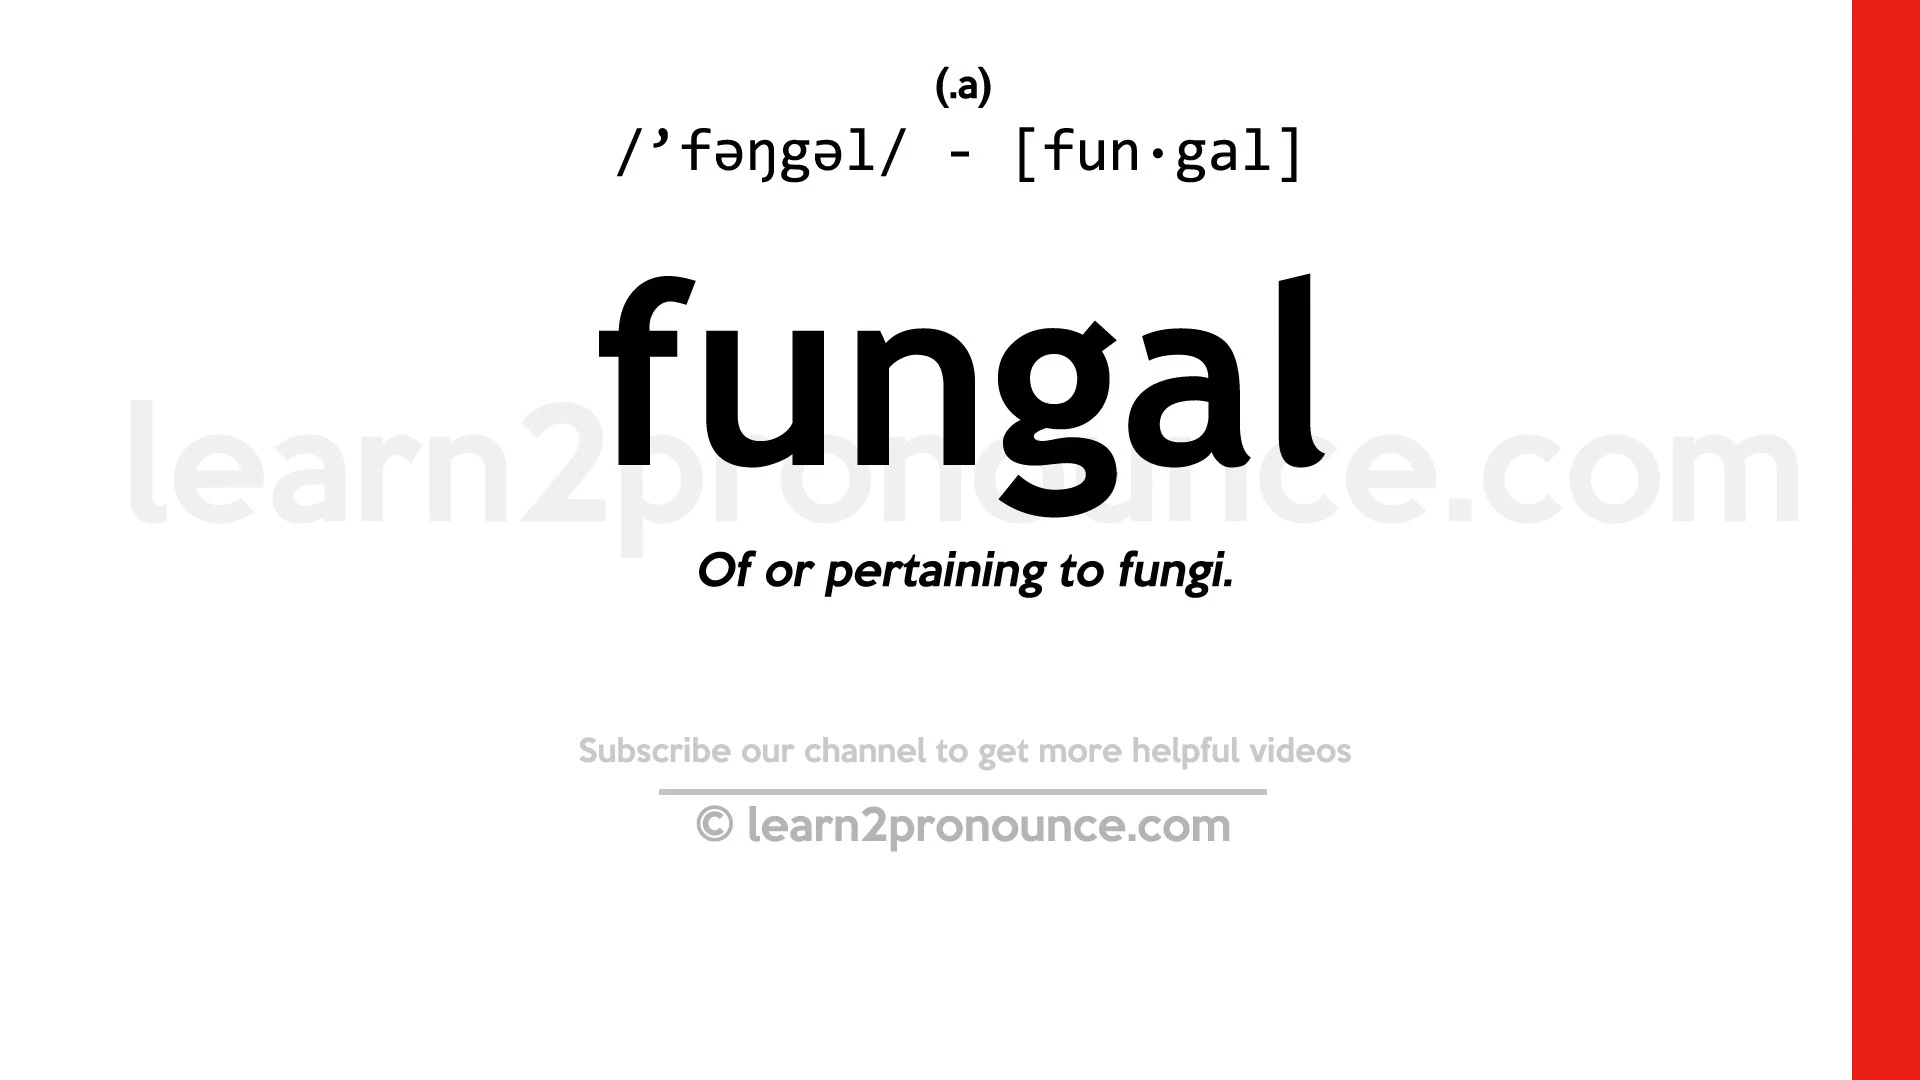 (.a)
/’fəŋgəl/ - [fun·gal]
fungal
learn2pronounce.com
Of or pertaining to fungi.
Subscribe our channel to get more helpful videos
© learn2pronounce.com